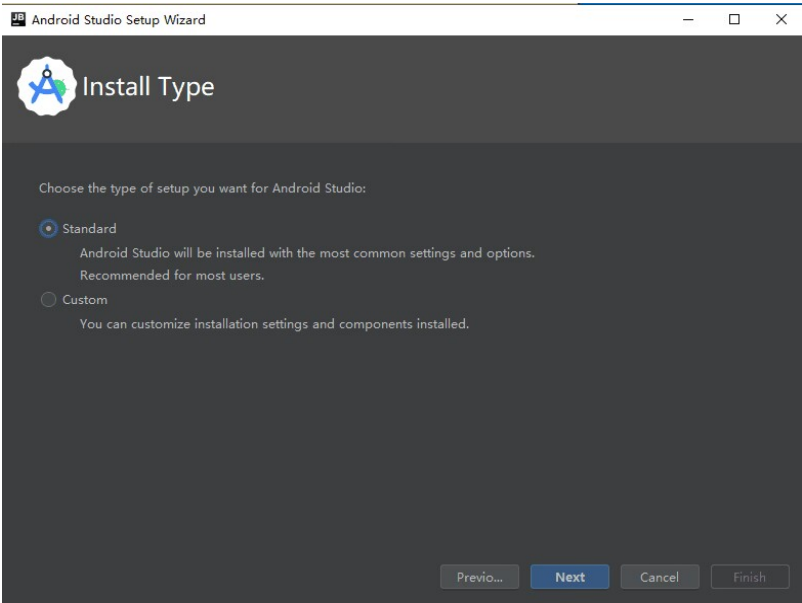 JB Android Studio Setup Wizard
Install Type
Choose the type of setup you want for Android Studio:
Standard
Android Studio will be installed with the most common settings and options.
Recommended for most users.
Custom
You can customize installation settings and components installed.
Previo... Next Cancel Finish